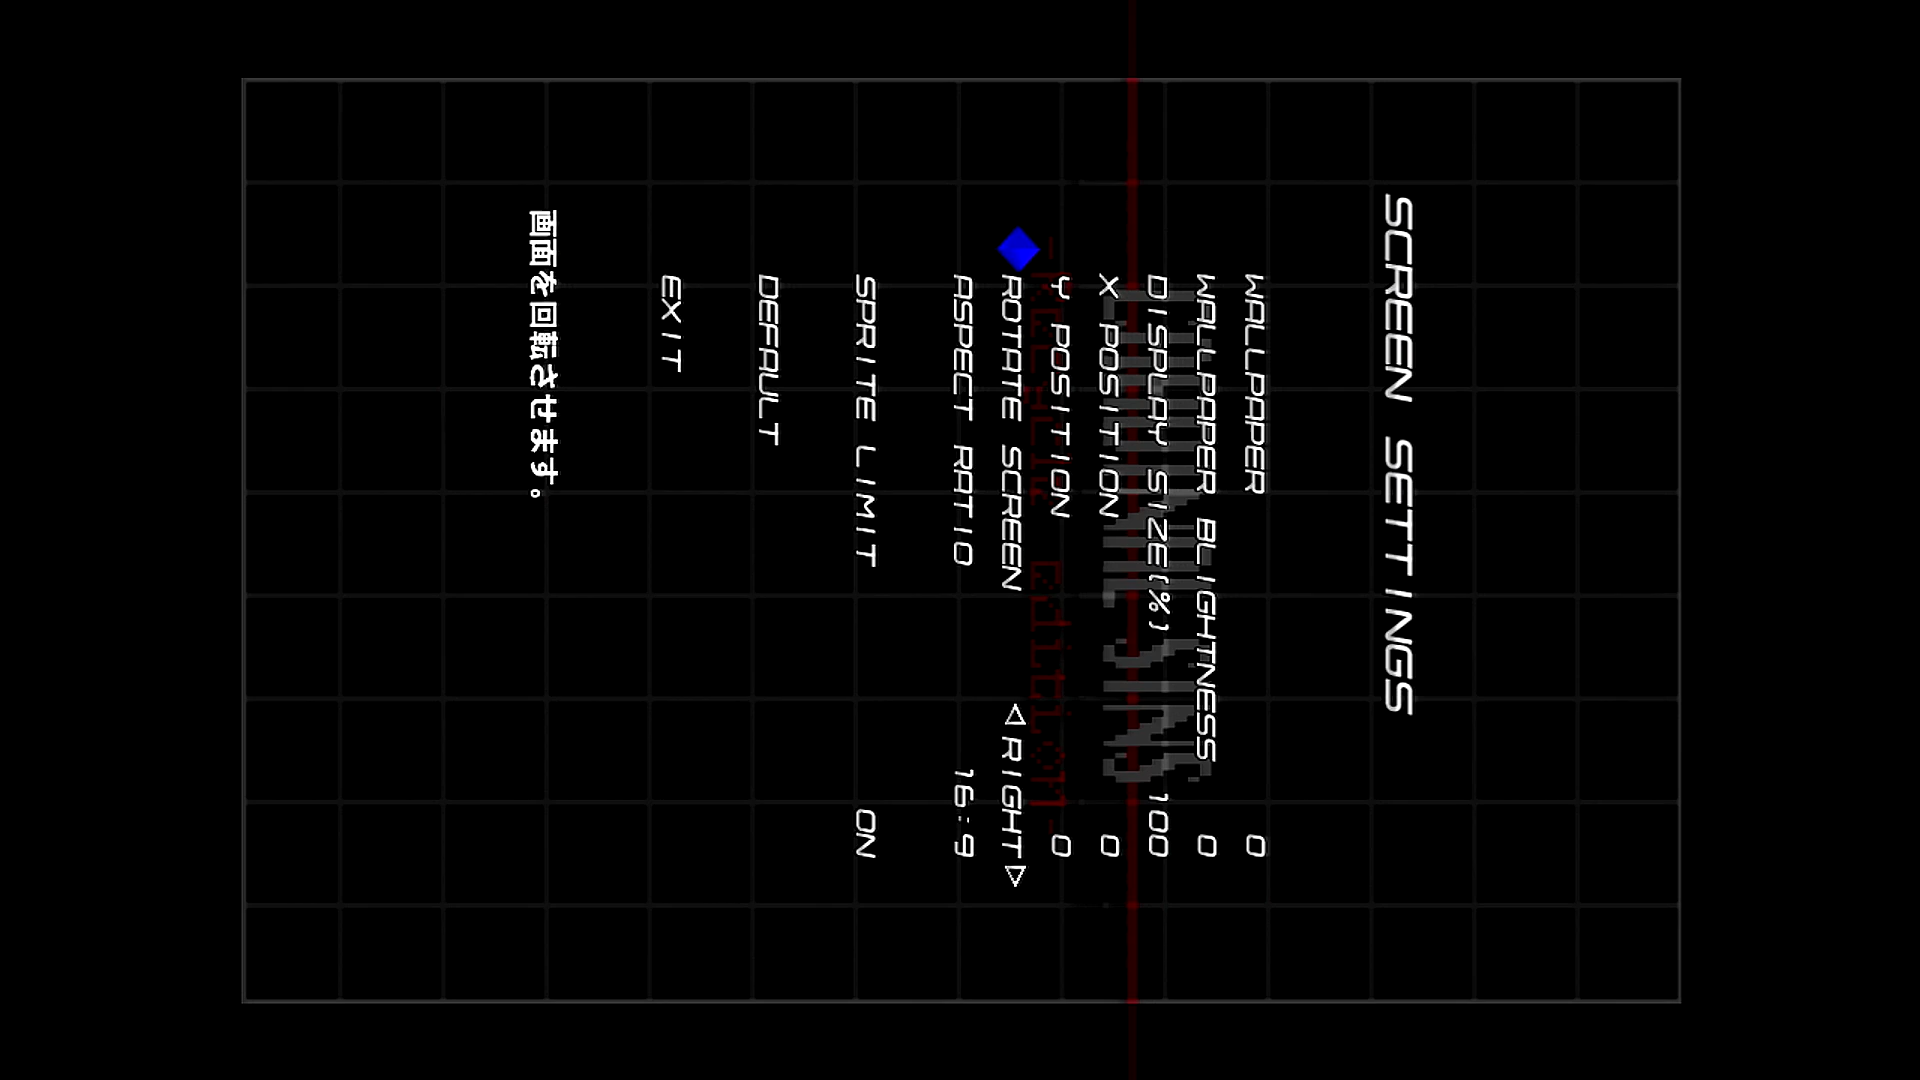 SCREEN SETTINGS
WALLPAPER 0
WALLPAPER BLIGHTNESS 0
DISPLAY SIZE(%) 100
X POSITION 0
Y POSITION 0
ROTATE SCREEN ◁RIGHT▷
ASPECT RATIO 16:9
SPRITE LIMIT ON
DEFAULT
EXIT
画面を回転させます。